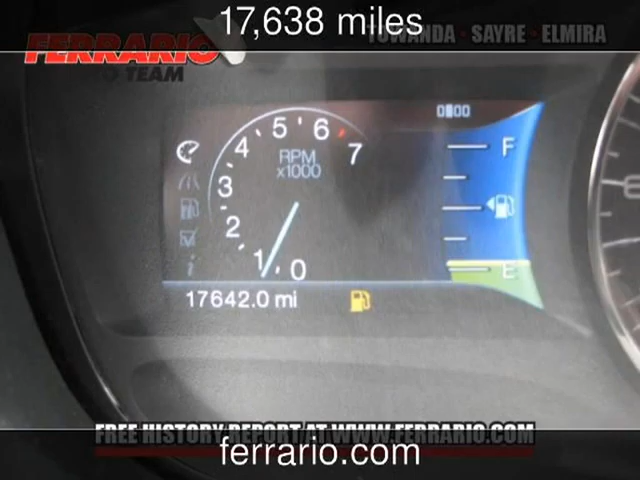 17,638 miles
FERRARIO
TEAM
TOWANDA · SAYRE · ELMIRA
0
1
2
3
4
5
6
7
RPM
x1000
F
E
i
17642.0 mi
FREE HISTORY REPORT AT WWW.FERRARIO.COM
ferrario.com